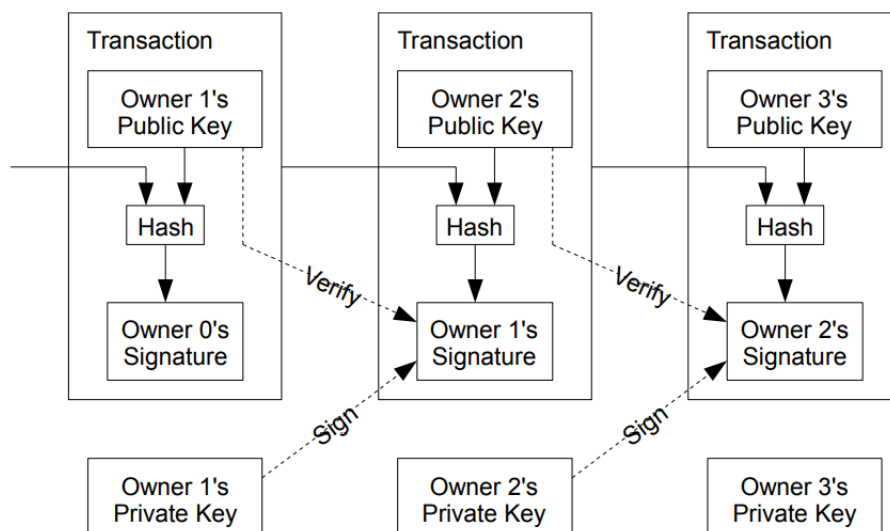 Transaction
Transaction
Transaction
Owner 1's
Public Key
Owner 2's
Public Key
Owner 3's
Public Key
Hash
Hash
Hash
Verify
Verify
Owner 0's
Signature
Owner 1's
Signature
Owner 2's
Signature
Sign
Sign
Owner 1's
Private Key
Owner 2's
Private Key
Owner 3's
Private Key